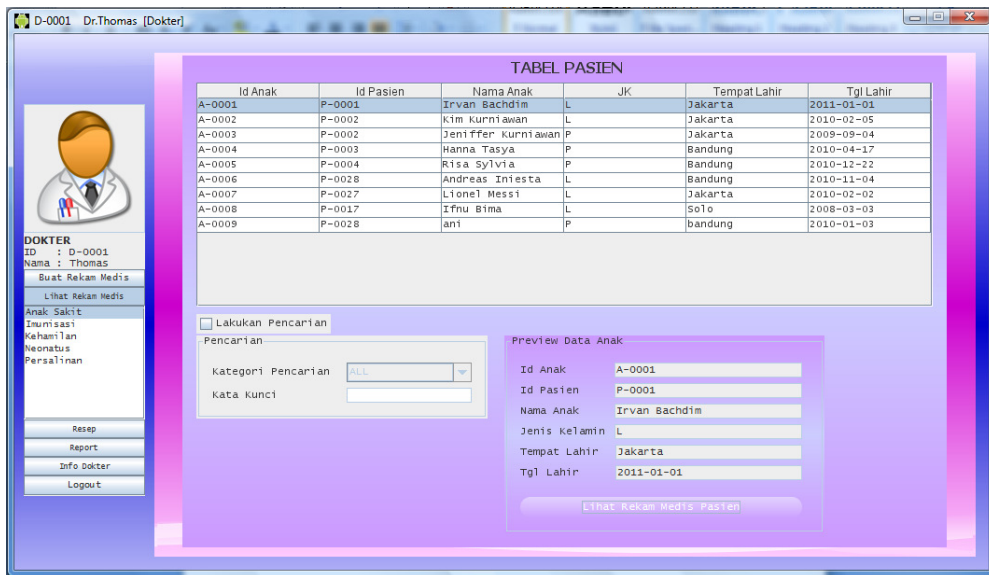 D-0001 Dr.Thomas [Dokter]
TABEL PASIEN
Id Anak Id Pasien Nama Anak JK Tempat Lahir Tgl Lahir
A-0001 P-0001 Irvan Bachdim L Jakarta 2011-01-01
A-0002 P-0002 Kim Kurniawan L Jakarta 2010-02-05
A-0003 P-0002 Jeniffer Kurniawan P Jakarta 2009-09-04
A-0004 P-0003 Hanna Tasya P Bandung 2010-04-17
A-0005 P-0004 Risa Sylvia P Bandung 2010-12-22
A-0006 P-0028 Andreas Iniesta L Bandung 2010-11-04
A-0007 P-0027 Lionel Messi L Jakarta 2010-02-02
A-0008 P-0017 Ifnu Bima L Solo 2008-03-03
A-0009 P-0028 ani P bandung 2010-01-03
DOKTER
ID : D-0001
Nama : Thomas
Buat Rekam Medis
Lihat Rekam Medis
Anak Sakit
Imunisasi
Kehamilan
Neonatus
Persalinan
Resep
Report
Info Dokter
Logout
Lakukan Pencarian
Pencarian
Kategori Pencarian ALL
Kata Kunci
Preview Data Anak
Id Anak A-0001
Id Pasien P-0001
Nama Anak Irvan Bachdim
Jenis Kelamin L
Tempat Lahir Jakarta
Tgl Lahir 2011-01-01
Lihat Rekam Medis Pasien